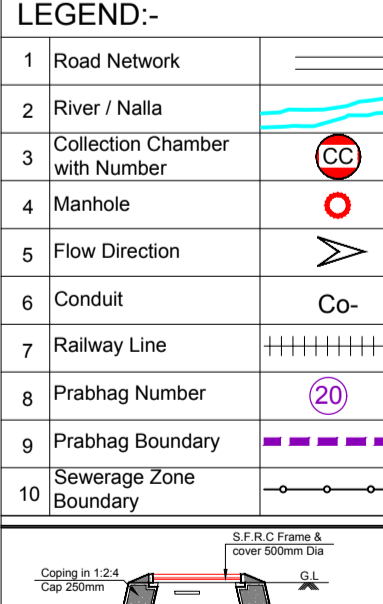 LEGEND:-
1 Road Network
2 River / Nalla
3 Collection Chamber
with Number CC
4 Manhole
5 Flow Direction
6 Conduit Co-
7 Railway Line
8 Prabhag Number 20
9 Prabhag Boundary
10 Sewerage Zone
Boundary
S.F.R.C Frame &
cover 500mm Dia
Coping in 1:2:4
Cap 250mm
G.L